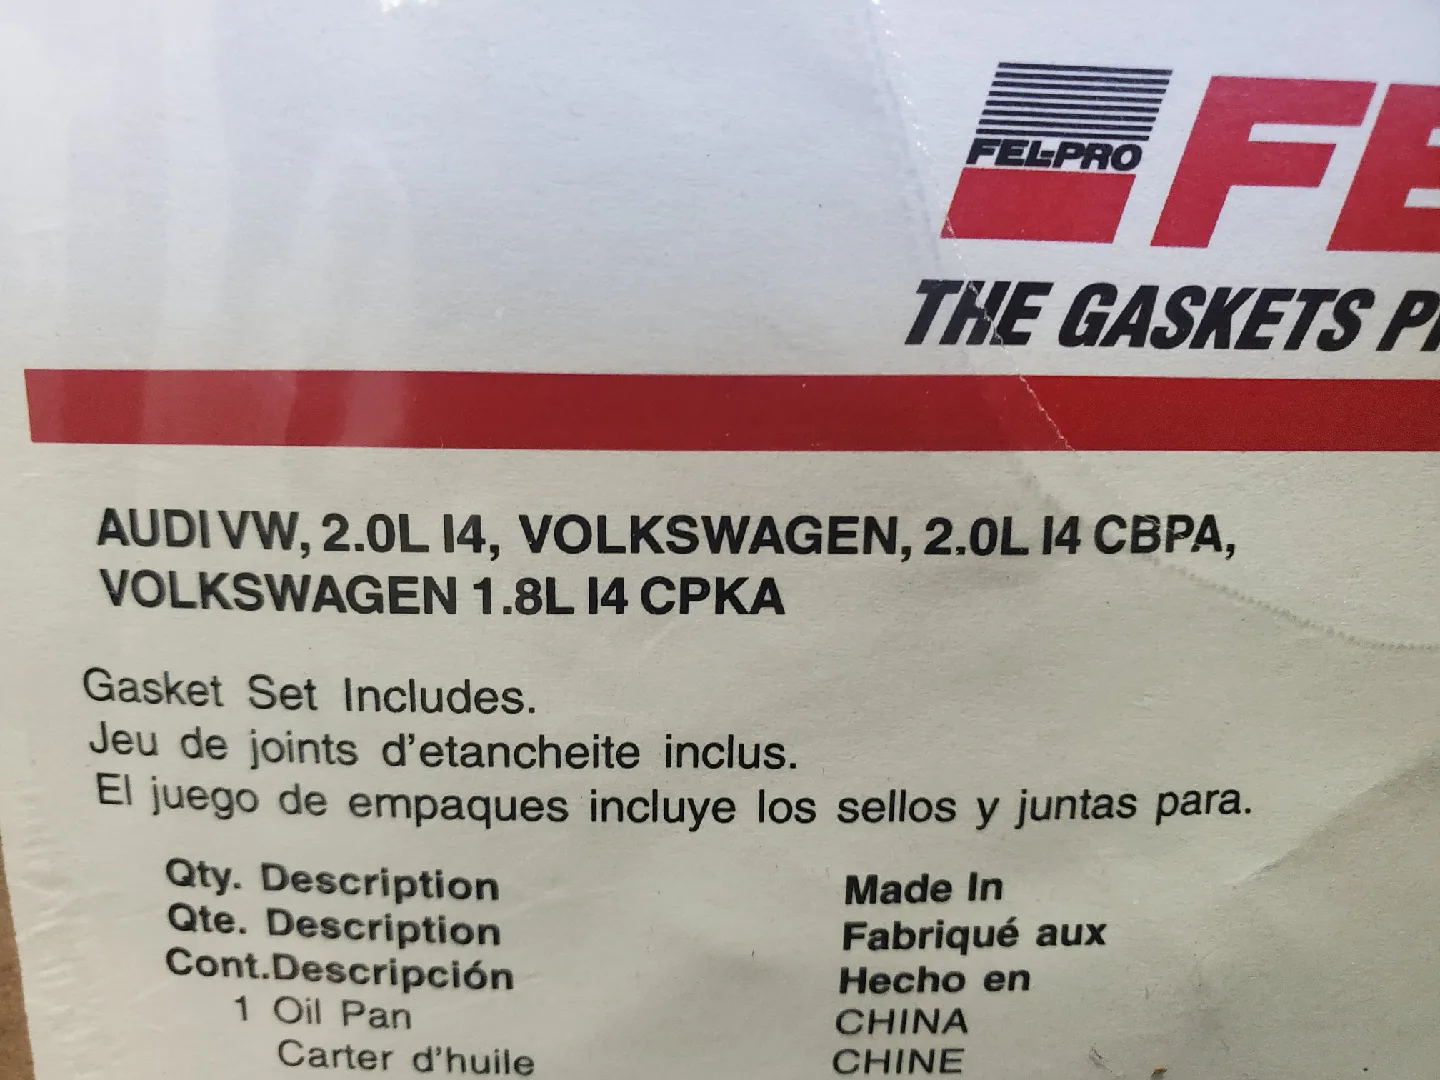 FEL-PRO
THE GASKETS
AUDI VW, 2.0L I4, VOLKSWAGEN, 2.0L I4 CBPA,
VOLKSWAGEN 1.8L I4 CPKA
Gasket Set Includes.
Jeu de joints d'etancheite inclus.
El juego de empaques incluye los sellos y juntas para.
Qty. Description
Made In
Qte. Description
Fabriqué aux
Cont.Descripción
Hecho en
1 Oil Pan
CHINA
Carter d'huile
CHINE